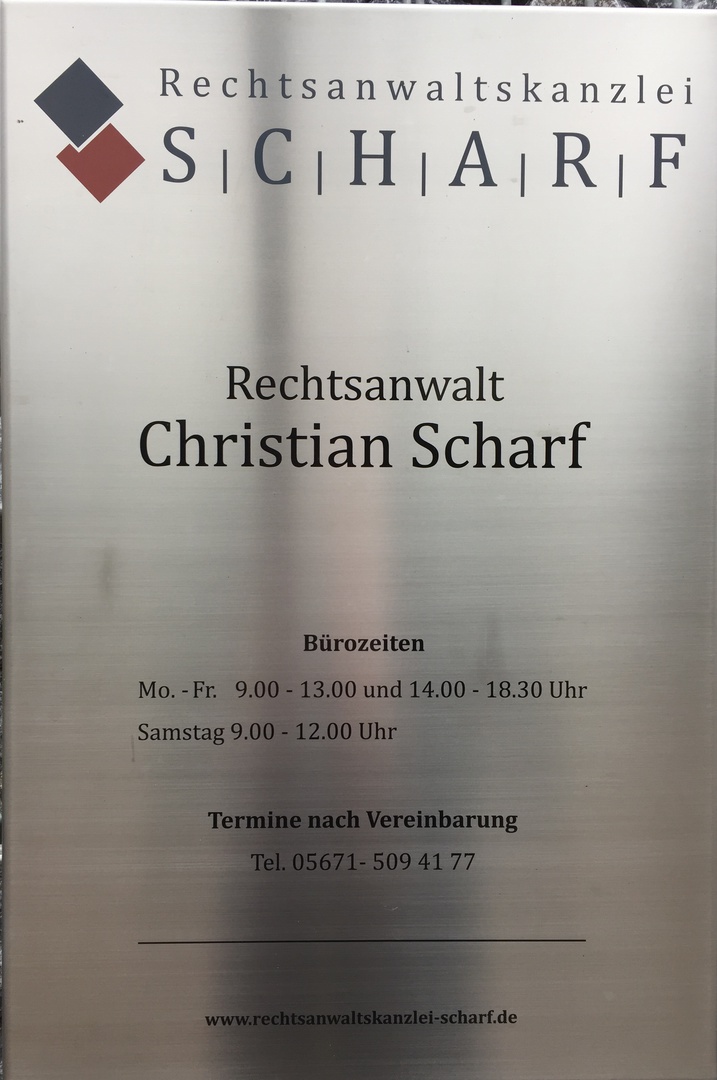 Rechtsanwaltskanzlei
S|C|H|A|R|F
Rechtsanwalt
Christian Scharf
Bürozeiten
Mo. - Fr. 9.00 - 13.00 und 14.00 - 18.30 Uhr
Samstag 9.00 - 12.00 Uhr
Termine nach Vereinbarung
Tel. 05671- 509 41 77
www.rechtsanwaltskanzlei-scharf.de